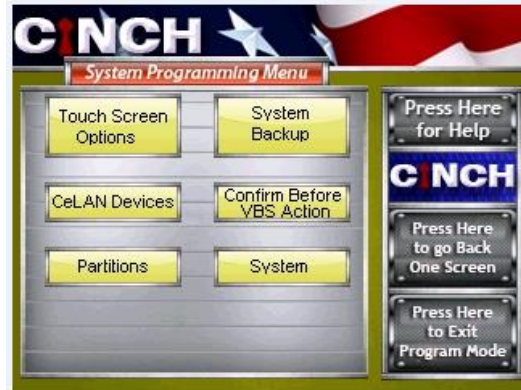 CINCH
System Programming Menu
Touch Screen
Options
System
Backup
CeLAN Devices
Confirm Before
VBS Action
Partitions
System
Press Here
for Help
CINCH
Press Here
to go Back
One Screen
Press Here
to Exit
Program Mode